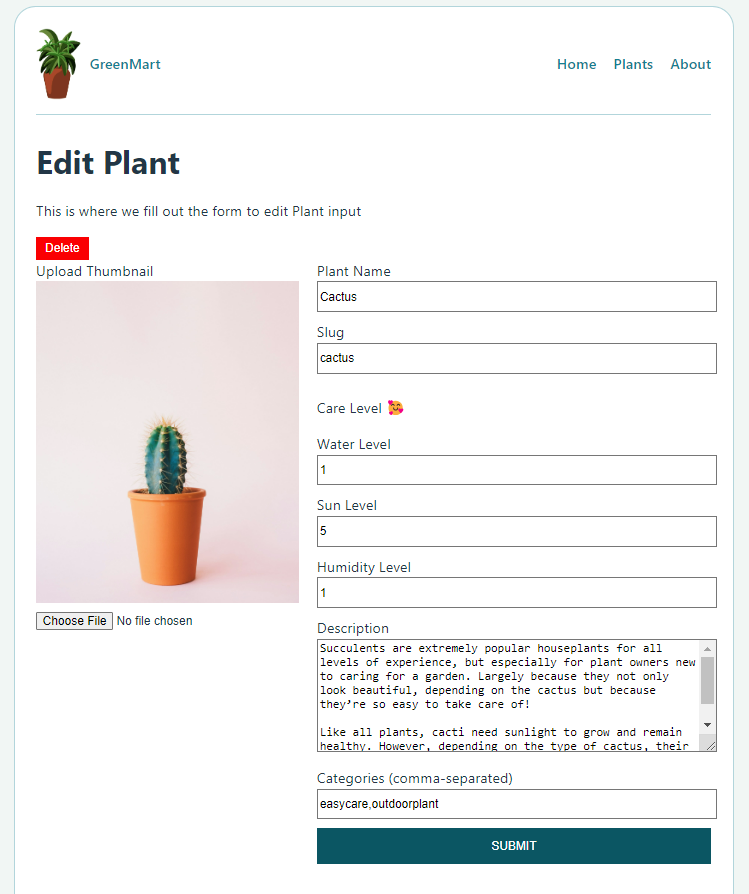 GreenMart
Home Plants About
Edit Plant
This is where we fill out the form to edit Plant input
Delete
Upload Thumbnail
Choose File No file chosen
Plant Name
Cactus
Slug
cactus
Care Level 🥰
Water Level
1
Sun Level
5
Humidity Level
1
Description
Succulents are extremely popular houseplants for all
levels of experience, but especially for plant owners new
to caring for a garden. Largely because they not only
look beautiful, depending on the cactus but because
they’re so easy to take care of!
Like all plants, cacti need sunlight to grow and remain
healthy. However, depending on the type of cactus, their
Categories (comma-separated)
easycare,outdoorplant
SUBMIT